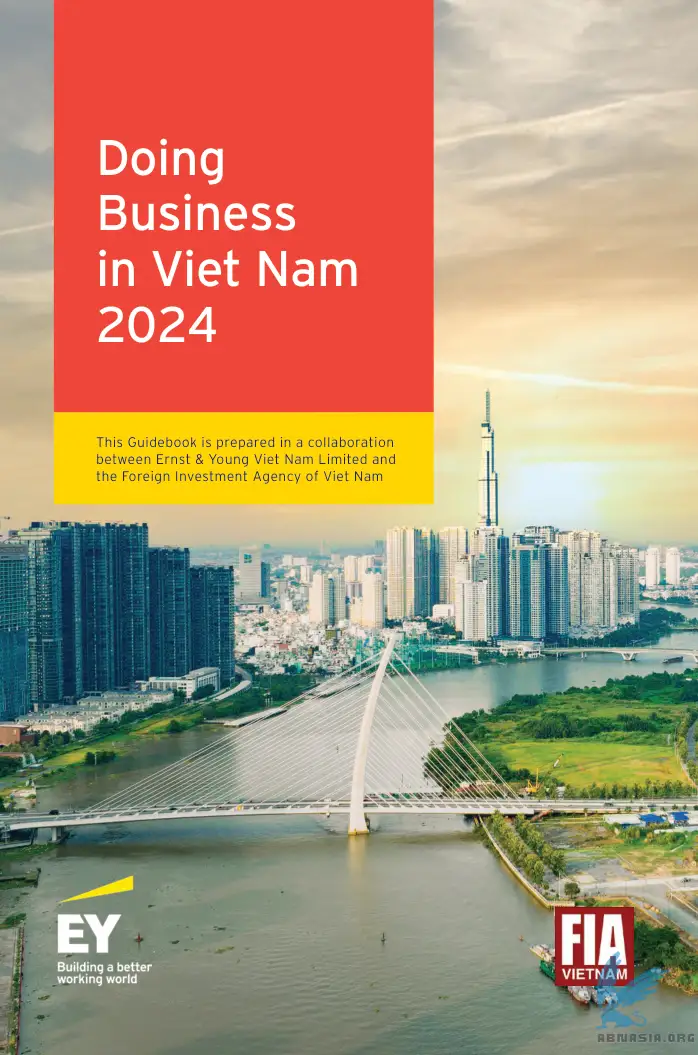 Doing
Business
in Viet Nam
2024
This Guidebook is prepared in a collaboration
between Ernst & Young Viet Nam Limited and
the Foreign Investment Agency of Viet Nam
EY
Building a better
working world
FIA
VIETNAM
ABNASIA.ORG